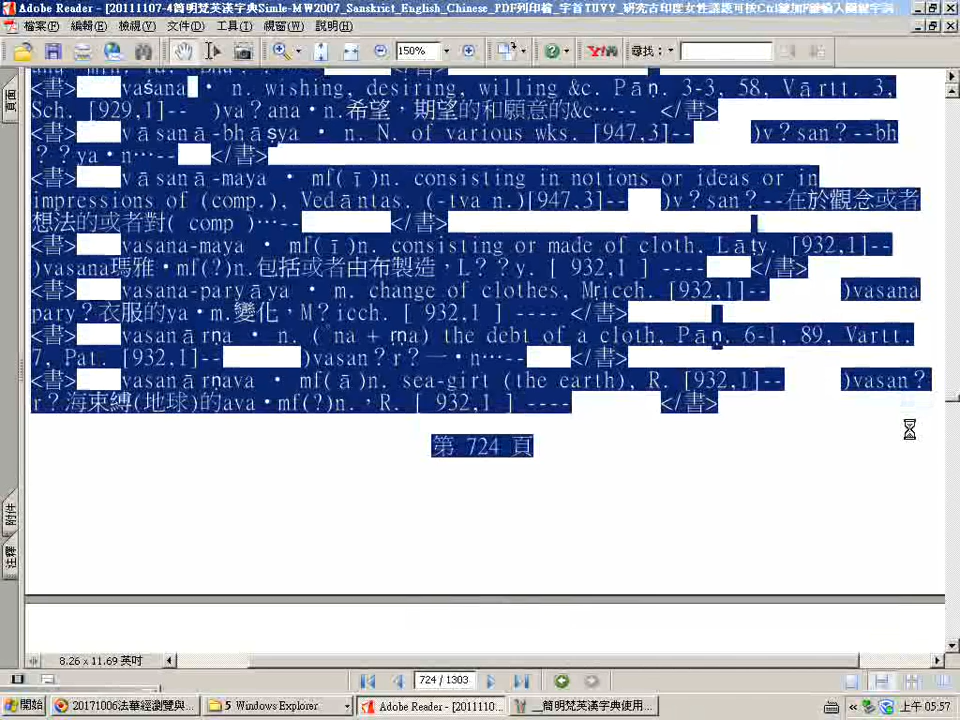 Adobe Reader - [20111107-4簡明梵英漢字典Simle-MW2007_Sanskrict_English_Chinese_PDF列印檔_字首TUVY_研究古印度女性議題可按Ctrl鍵加F鍵輸入關鍵字詞
檔案(F) 編輯(E) 檢視(V) 文件(D) 工具(T) 視窗(W) 說明(H)
150% 尋找:
頁面
<書> vaśana • n. wishing, desiring, willing &c. Pāṇ. 3-3, 58, Vārtt. 3,
Sch. [929,1]-- )va?ana•n.希望，期望的和願意的&c…-- </書>
<書> vāsanā-bhāṣya • n. N. of various wks. [947,3]-- )v?san?--bh
??ya•n…-- </書>
<書> vāsanā-maya • mf(ī)n. consisting in notions or ideas or in
impressions of (comp.), Vedāntas. (-tva n.)[947,3]-- )v?san?--在於觀念或者
想法的或者對( comp )…-- </書>
<書> vasana-maya • mf(ī)n. consisting or made of cloth. Lāṭy. [932,1]--
)vasana瑪雅•mf(?)n.包括或者由布製造，L??y. [ 932,1 ] ---- </書>
<書> vasana-paryāya • m. change of clothes, Mṛicch. [932,1]-- )vasana
pary?衣服的ya•m.變化，M?icch. [ 932,1 ] ---- </書>
<書> vasanārṇa • n. (°na + ṛṇa) the debt of a cloth, Pāṇ. 6-1, 89, Vartt.
7, Pat. [932,1]-- )vasan?r?一•n…-- </書>
<書> vasanārṇava • mf(ā)n. sea-girt (the earth), R. [932,1]-- )vasan?
r?海束縛(地球)的ava•mf(?)n.，R. [ 932,1 ] ---- </書>
第 724 頁
附件
注釋
8.26 x 11.69 英吋
724 / 1303
開始 20171006法華經瀏覽與... 5 Windows Explorer Adobe Reader - [2011110... __簡明梵英漢字典使用... 上午 05:57